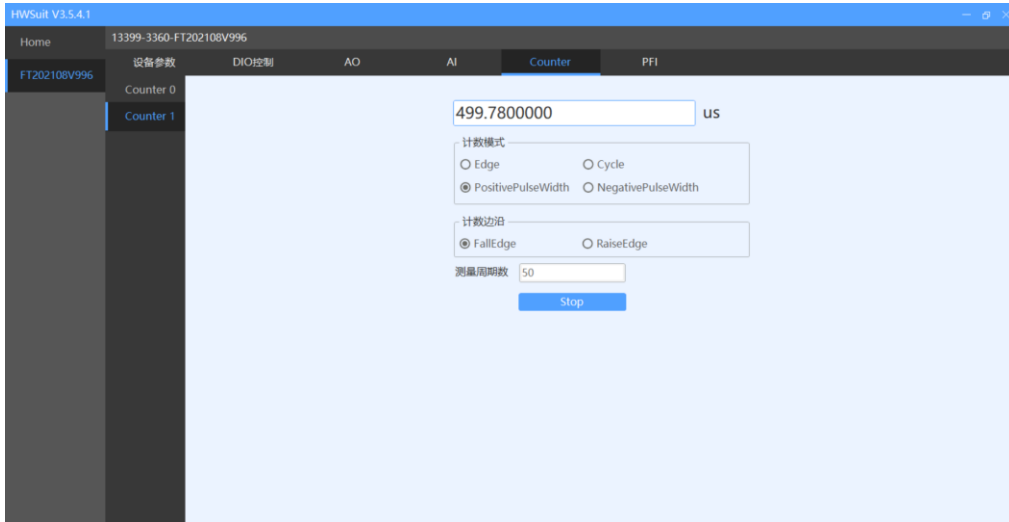 HWSuit V3.5.4.1
Home
FT202108V996
13399-3360-FT202108V996
设备参数 DIO控制 AO AI Counter PFI
Counter 0
Counter 1
499.7800000 us
计数模式
Edge Cycle
PositivePulseWidth NegativePulseWidth
计数边沿
FallEdge RaiseEdge
测量周期数 50
Stop